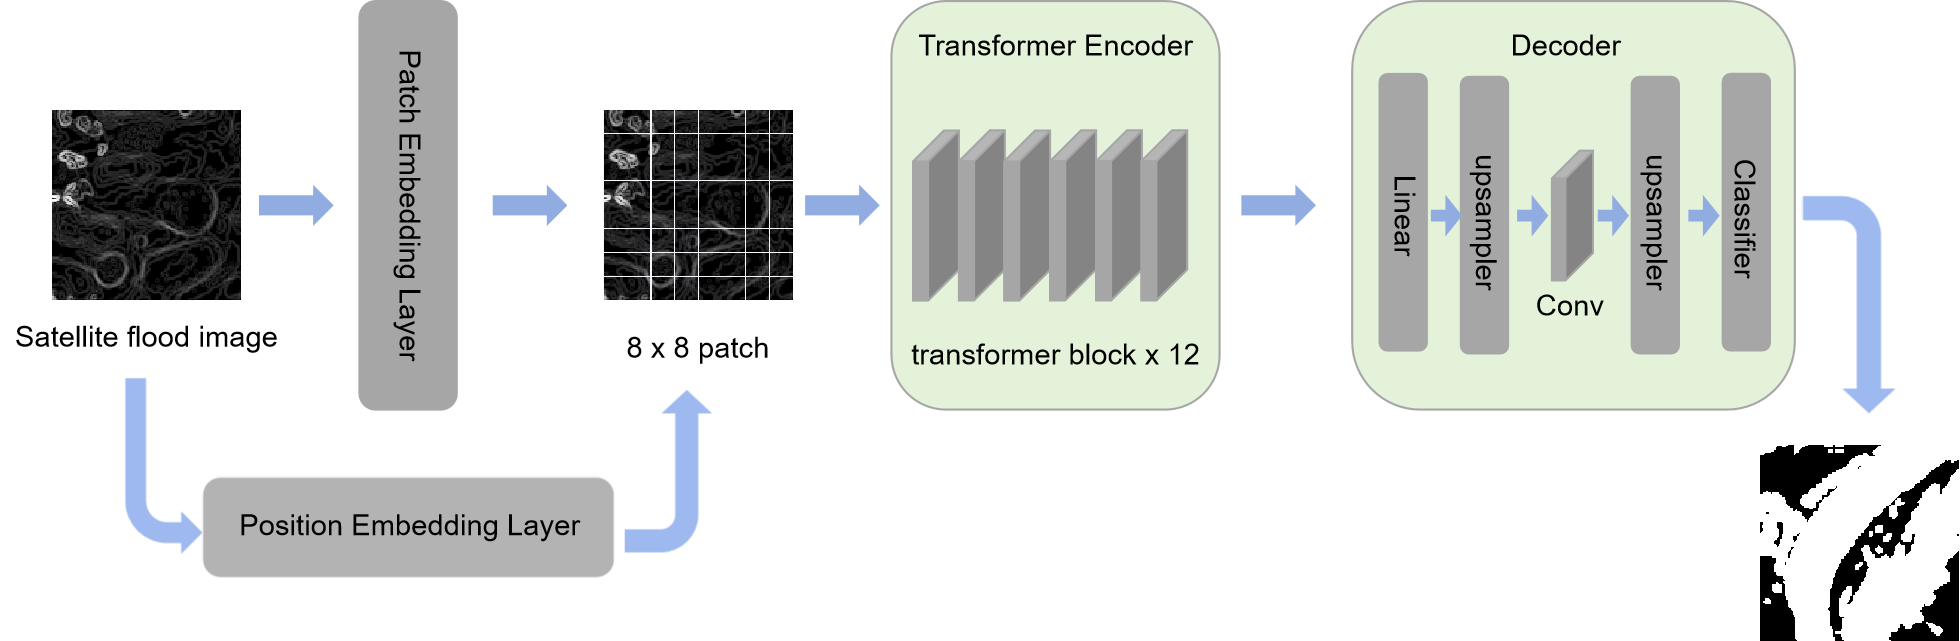 Satellite flood image
Patch Embedding Layer
Position Embedding Layer
8 x 8 patch
Transformer Encoder
transformer block x 12
Decoder
Linear
upsampler
Conv
upsampler
Classifier